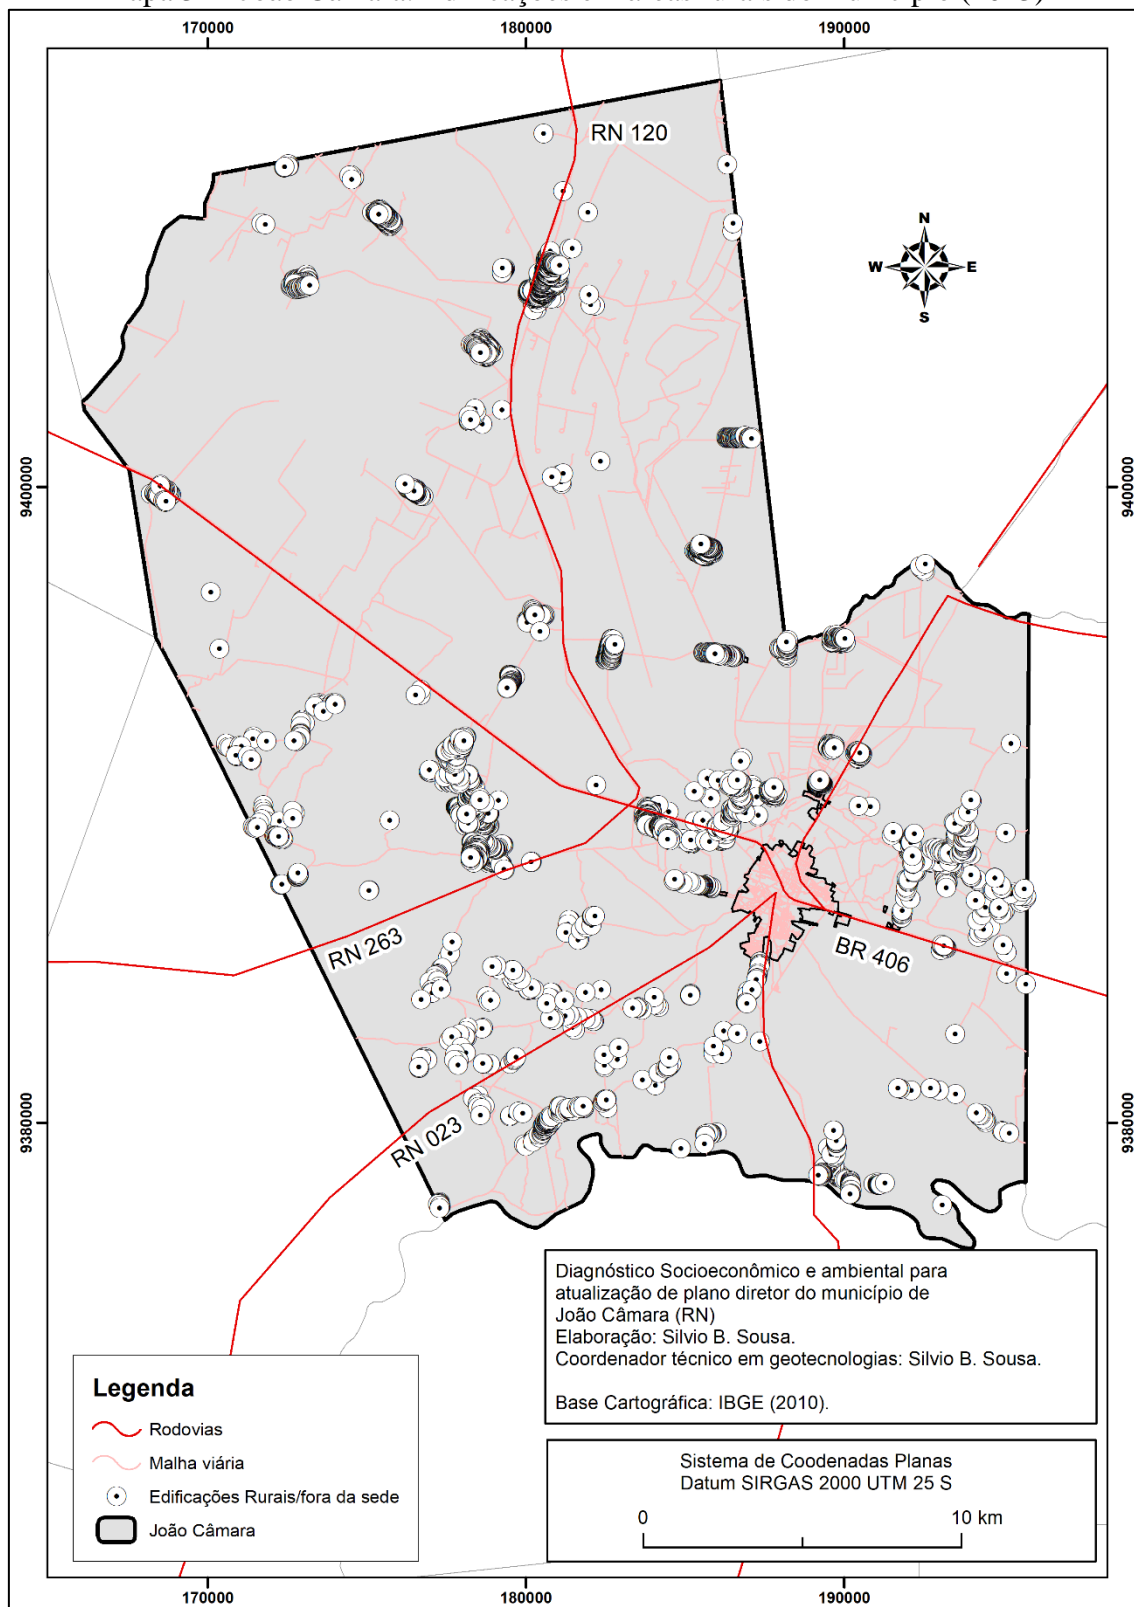 170000
180000
190000
RN 120
N
W
E
S
9400000
9400000
RN 263
BR 406
RN 023
9380000
9380000
Diagnóstico Socioeconômico e ambiental para
atualização de plano diretor do município de
João Câmara (RN)
Elaboração: Silvio B. Sousa.
Coordenador técnico em geotecnologias: Silvio B. Sousa.
Base Cartográfica: IBGE (2010).
Legenda
Rodovias
Malha viária
Edificações Rurais/fora da sede
João Câmara
Sistema de Coodenadas Planas
Datum SIRGAS 2000 UTM 25 S
0
10 km
170000
180000
190000